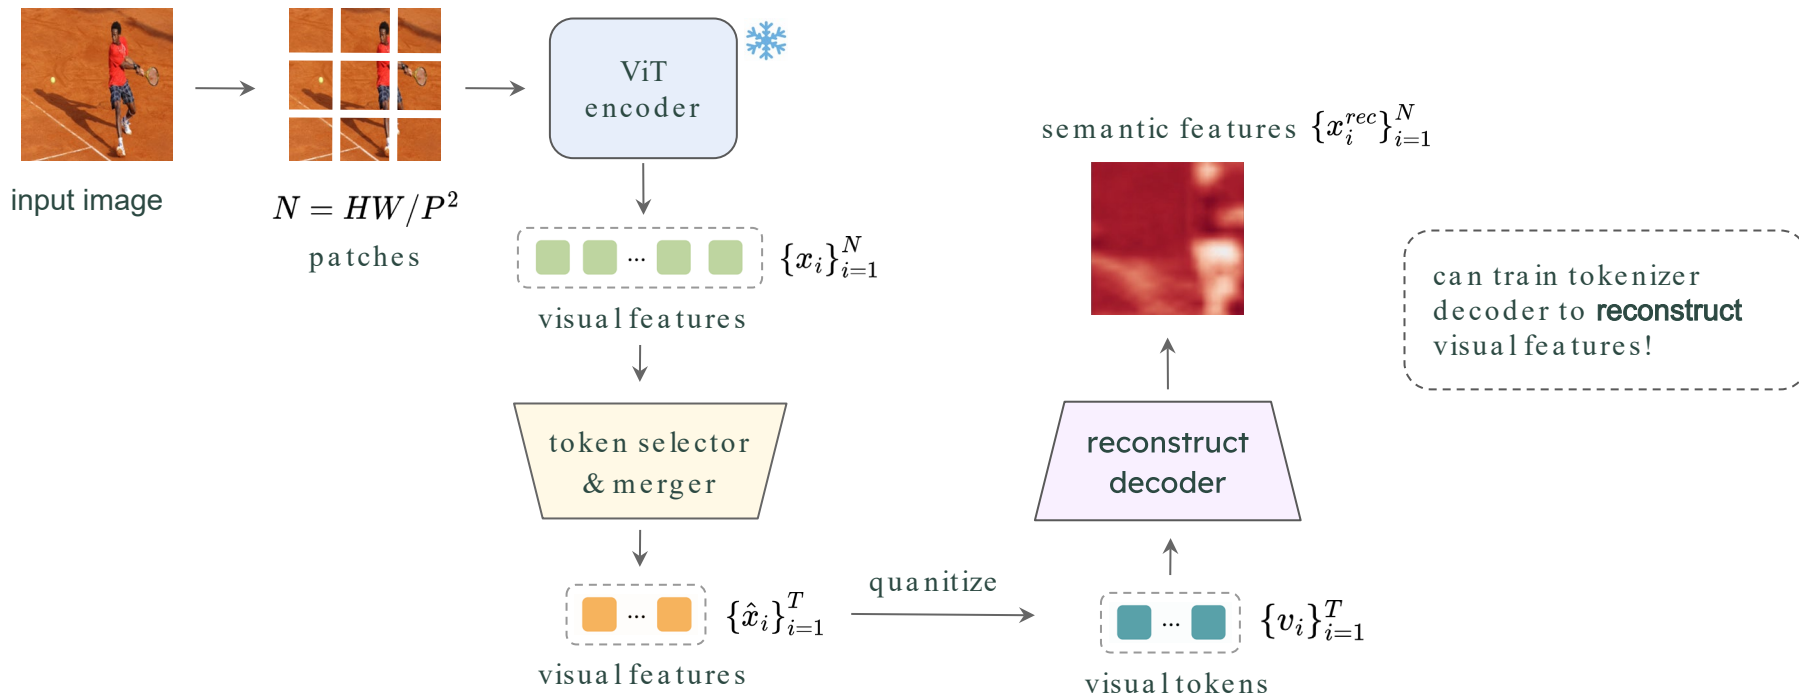 input image
N = HW/P²
patches
ViT
encoder
{x_i}_{i=1}^N
visual features
token selector
& merger
{x̂_i}_{i=1}^T
visual features
quanitize
{v_i}_{i=1}^T
visual tokens
reconstruct
decoder
semantic features {x_i^{rec}}_{i=1}^N
can train tokenizer
decoder to reconstruct
visual features!